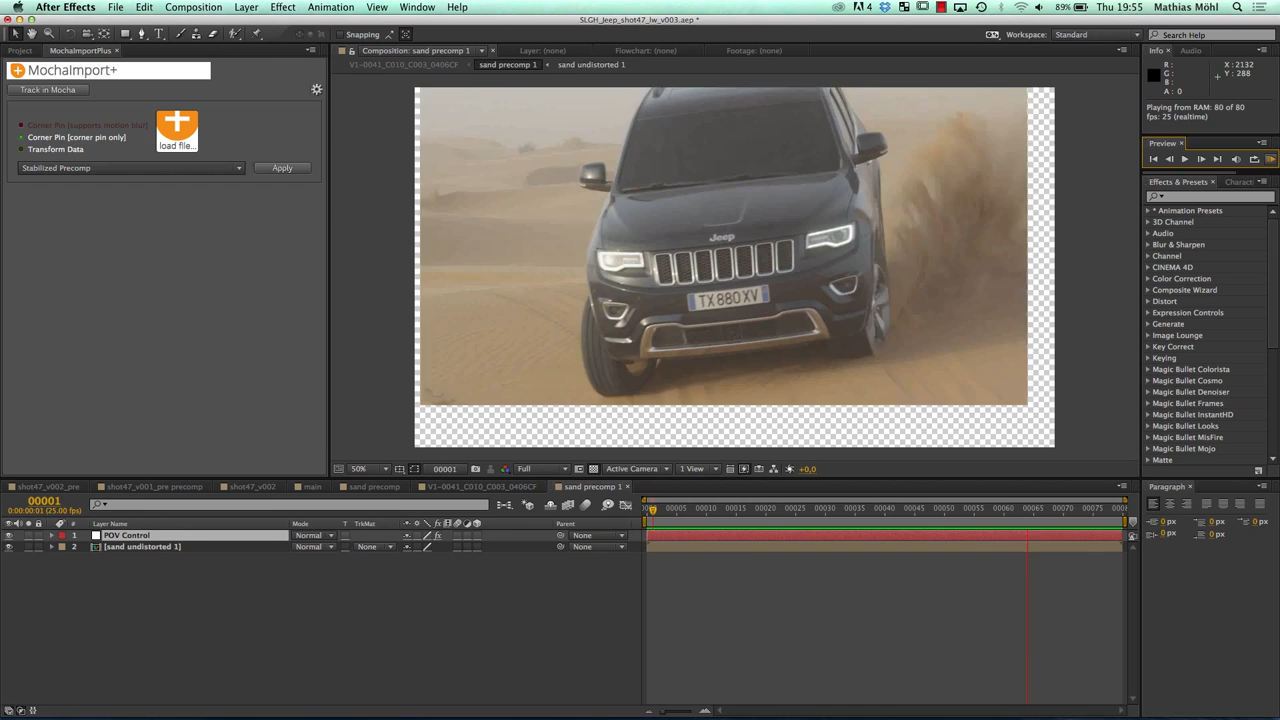 After Effects File Edit Composition Layer Effect Animation View Window Help
4 89% Thu 19:55 Mathias Möhl
SLGH_Jeep_shot47_lw_v003.aep *
Snapping Workspace: Standard Search Help
Project MochaImportPlus × Composition: sand precomp 1 × Layer: (none) Flowchart: (none) Footage: (none) Info × Audio
V1-0041_C010_C003_0406CF sand precomp 1 sand undistorted 1
MochaImport+
Track in Mocha
Corner Pin [supports motion blur]
Corner Pin [corner pin only]
Transform Data
load file...
Stabilized Precomp Apply
Jeep
TX 880XV
R :
G :
B :
A : 0
X : 2132
Y : 288
Playing from RAM: 80 of 80
fps: 25 (realtime)
Preview ×
Effects & Presets × Characte
* Animation Presets
3D Channel
Audio
Blur & Sharpen
Channel
CINEMA 4D
Color Correction
Composite Wizard
Distort
Expression Controls
Generate
Image Lounge
Key Correct
Keying
Magic Bullet Colorista
Magic Bullet Cosmo
Magic Bullet Denoiser
Magic Bullet Frames
Magic Bullet InstantHD
Magic Bullet Looks
Magic Bullet MisFire
Magic Bullet Mojo
Matte
50% 00001 Full Active Camera 1 View +0,0
shot47_v002_pre shot47_v001_pre precomp shot47_v002 main sand precomp V1-0041_C010_C003_0406CF sand precomp 1 ×
Paragraph ×
00001
0:00:00:01 (25.00 fps)
00005 00010 00015 00020 00025 00030 00035 00040 00045 00050 00055 00060 00065 00070 00075
# Layer Name Mode T TrkMat Parent
1 POV Control Normal None
2 [sand undistorted 1] Normal None None
0 px 0 px 0 px
0 px 0 px